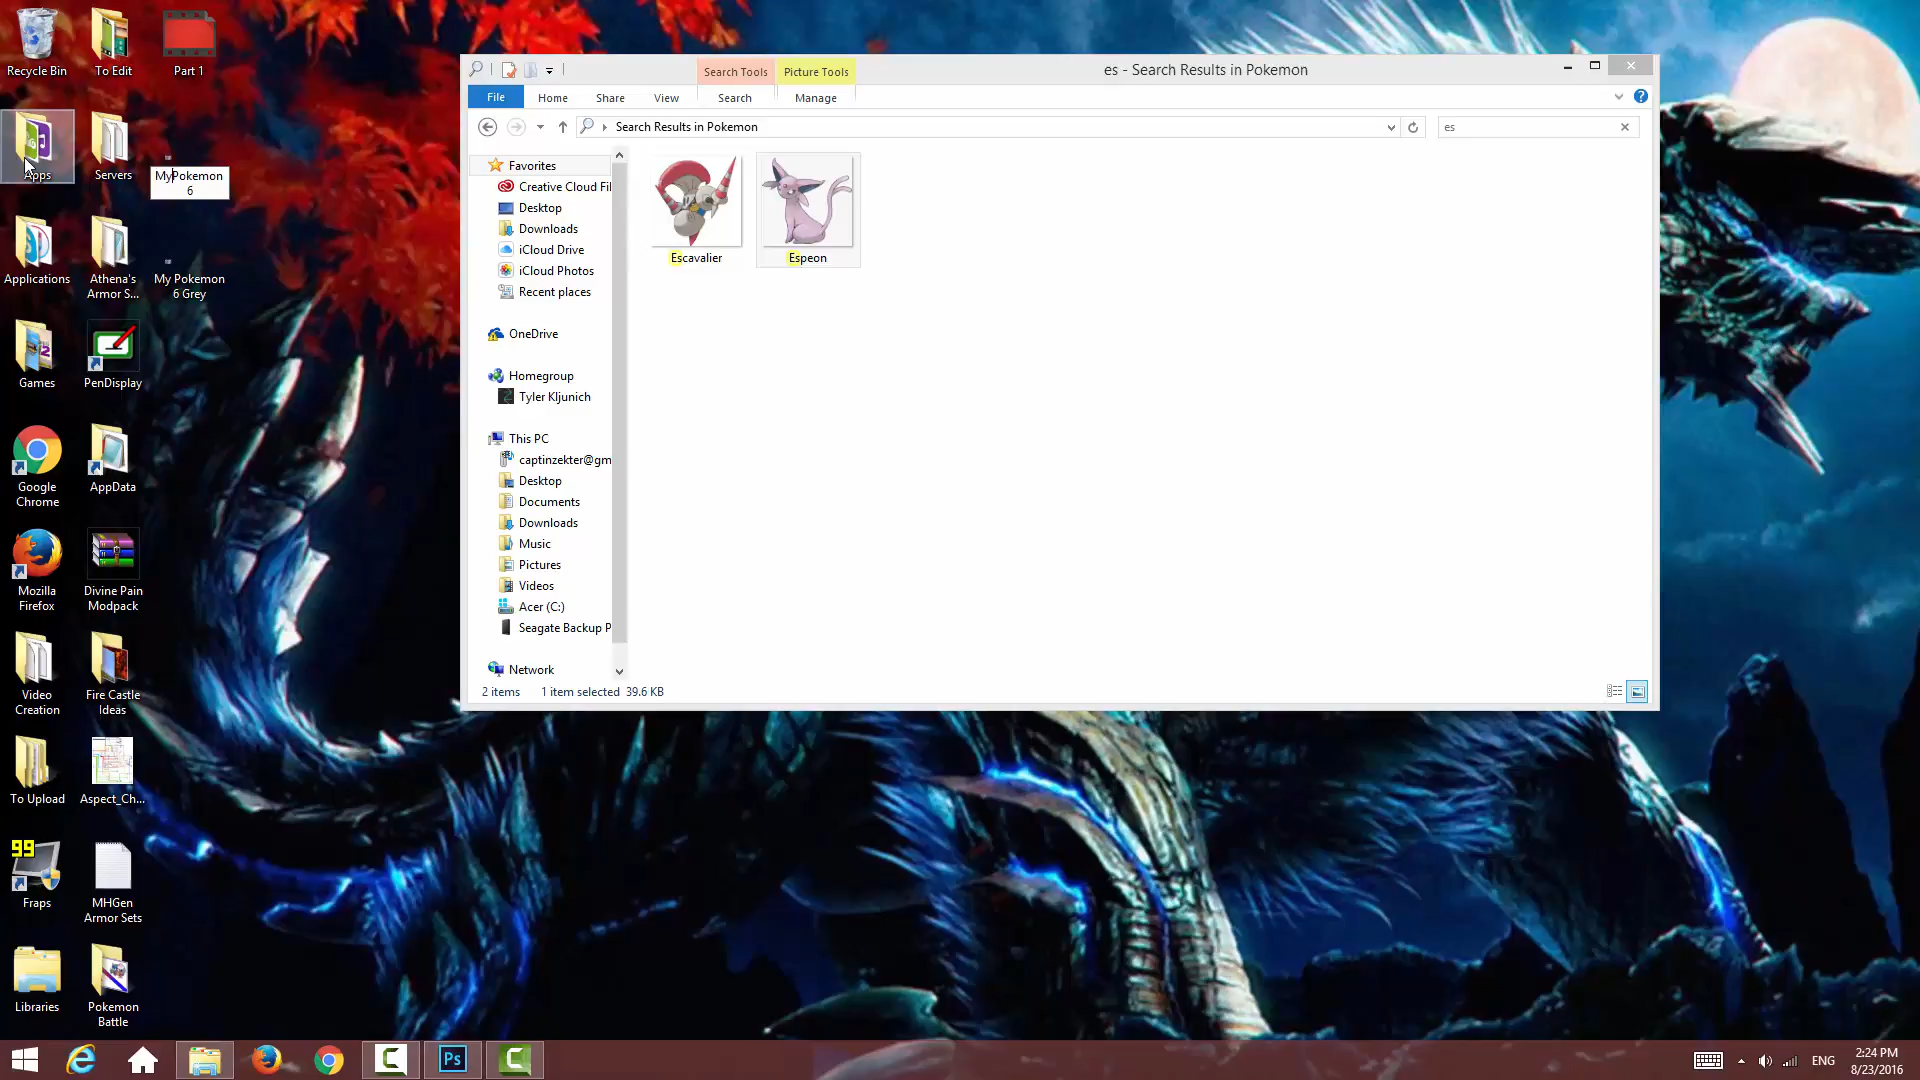 Recycle Bin
To Edit
Part 1
Apps
Servers
MyPokemon
6
Applications
Athena's
Armor S...
My Pokemon
6 Grey
Games
PenDisplay
Google
Chrome
AppData
Mozilla
Firefox
Divine Pain
Modpack
Video
Creation
Fire Castle
Ideas
To Upload
Aspect_Ch...
99
Fraps
MHGen
Armor Sets
Libraries
Pokemon
Battle
Search Tools
Picture Tools
es - Search Results in Pokemon
File
Home
Share
View
Search
Manage
Search Results in Pokemon
es
Favorites
Creative Cloud Fil
Desktop
Downloads
iCloud Drive
iCloud Photos
Recent places
OneDrive
Homegroup
Tyler Kljunich
This PC
captinzekter@gm
Desktop
Documents
Downloads
Music
Pictures
Videos
Acer (C:)
Seagate Backup P
Network
Escavalier
Espeon
2 items
1 item selected 39.6 KB
Ps
ENG
2:24 PM
8/23/2016